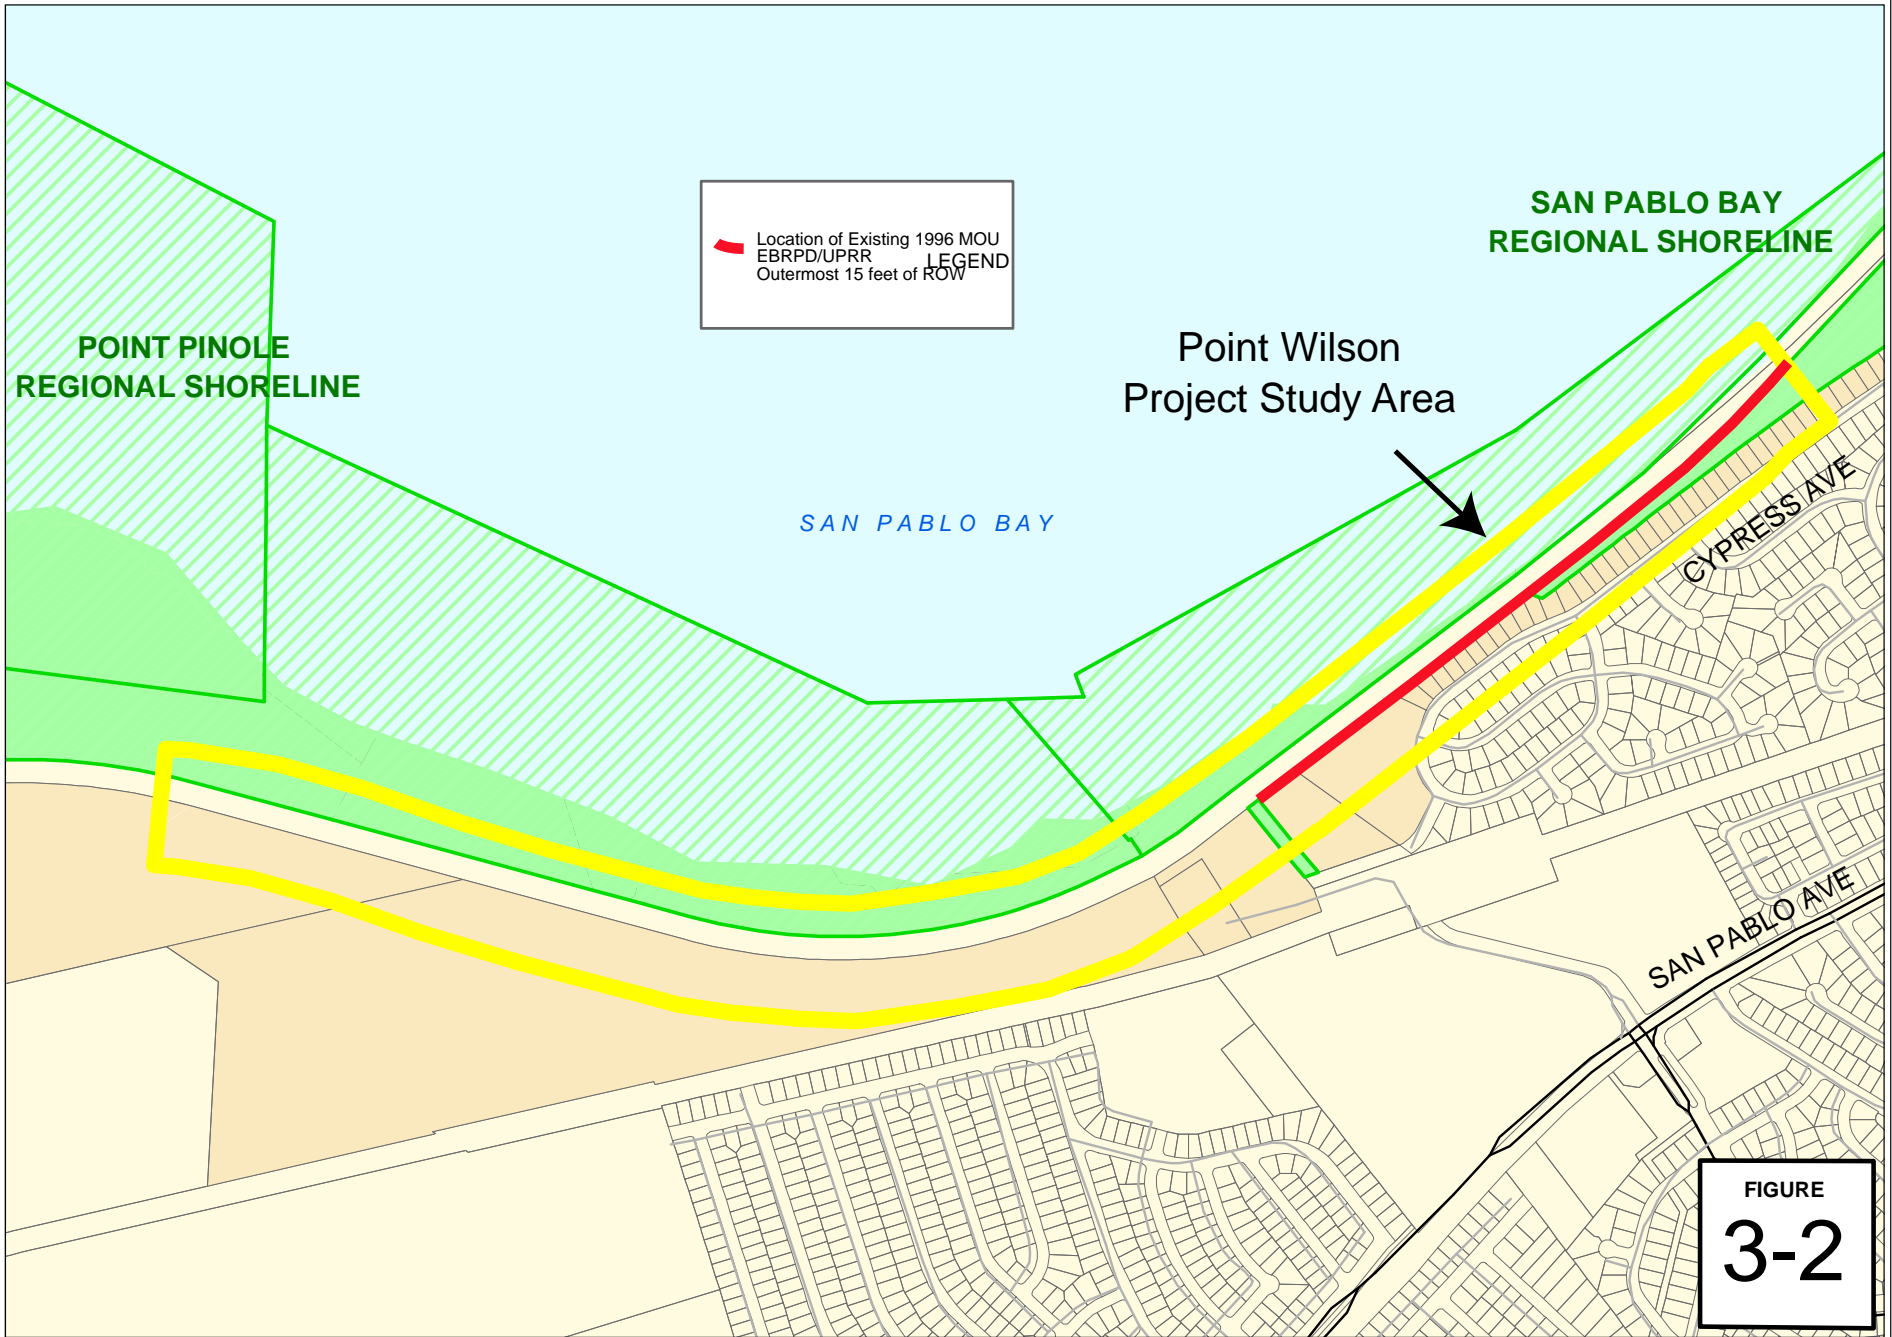 SAN PABLO BAY
REGIONAL SHORELINE
Location of Existing 1996 MOU
EBRPD/UPRR
LEGEND
Outermost 15 feet of ROW
POINT PINOLE
REGIONAL SHORELINE
Point Wilson
Project Study Area
SAN PABLO BAY
CYPRESS AVE
SAN PABLO AVE
FIGURE
3-2